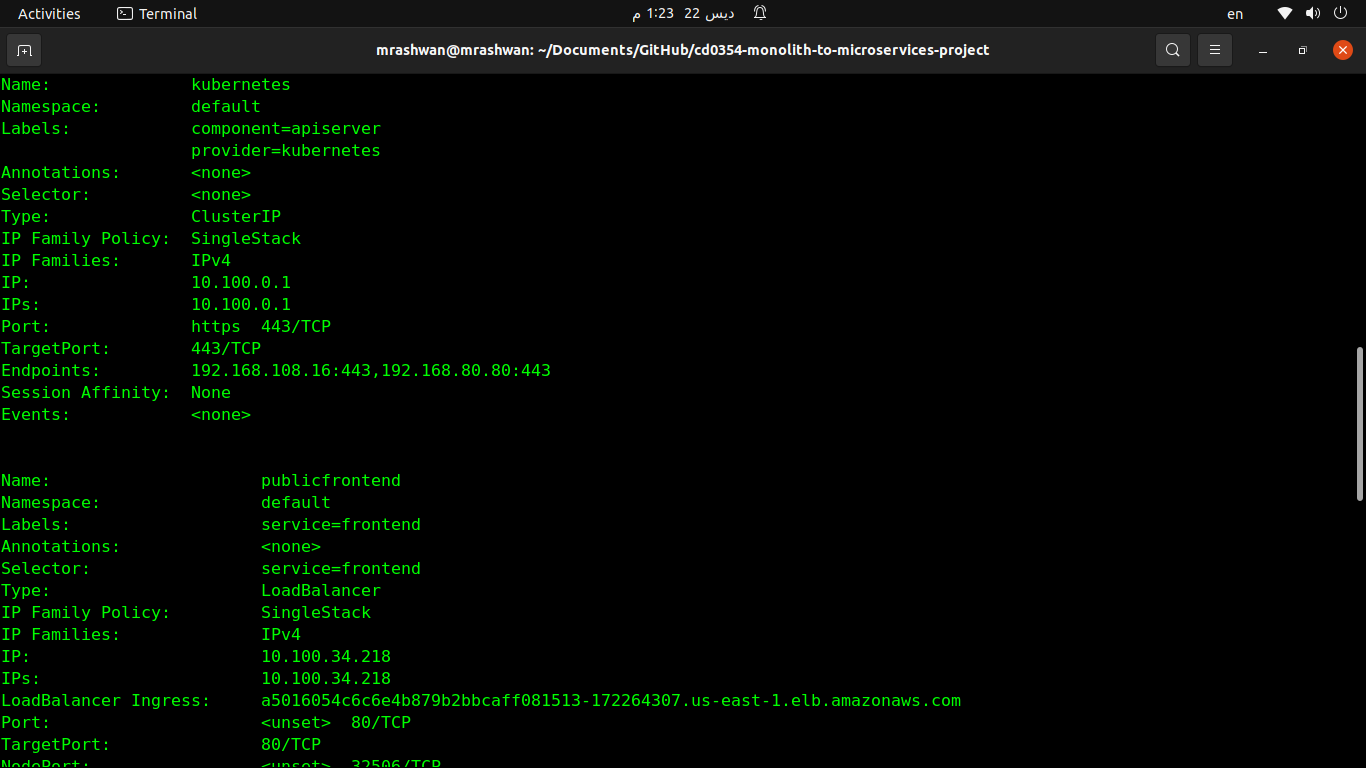 Activities Terminal ديس 22 1:23 م en
mrashwan@mrashwan: ~/Documents/GitHub/cd0354-monolith-to-microservices-project
Name: kubernetes
Namespace: default
Labels: component=apiserver
provider=kubernetes
Annotations: <none>
Selector: <none>
Type: ClusterIP
IP Family Policy: SingleStack
IP Families: IPv4
IP: 10.100.0.1
IPs: 10.100.0.1
Port: https 443/TCP
TargetPort: 443/TCP
Endpoints: 192.168.108.16:443,192.168.80.80:443
Session Affinity: None
Events: <none>
Name: publicfrontend
Namespace: default
Labels: service=frontend
Annotations: <none>
Selector: service=frontend
Type: LoadBalancer
IP Family Policy: SingleStack
IP Families: IPv4
IP: 10.100.34.218
IPs: 10.100.34.218
LoadBalancer Ingress: a5016054c6c6e4b879b2bbcaff081513-172264307.us-east-1.elb.amazonaws.com
Port: <unset> 80/TCP
TargetPort: 80/TCP
NodePort: <unset> 32506/TCP